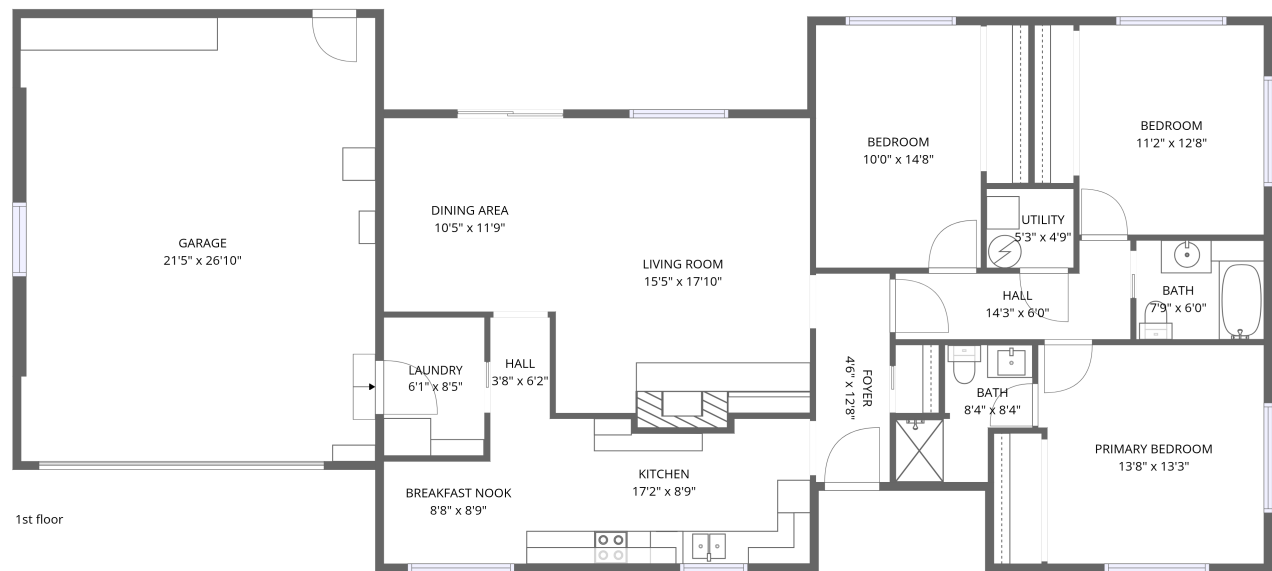 BEDROOM
11'2" x 12'8"
BEDROOM
10'0" x 14'8"
DINING AREA
10'5" x 11'9"
UTILITY
5'3" x 4'9"
GARAGE
21'5" x 26'10"
LIVING ROOM
15'5" x 17'10"
BATH
7'9" x 6'0"
HALL
14'3" x 6'0"
LAUNDRY
6'1" x 8'5"
HALL
3'8" x 6'2"
FOYER
4'6" x 12'8"
BATH
8'4" x 8'4"
PRIMARY BEDROOM
13'8" x 13'3"
KITCHEN
17'2" x 8'9"
BREAKFAST NOOK
8'8" x 8'9"
1st floor